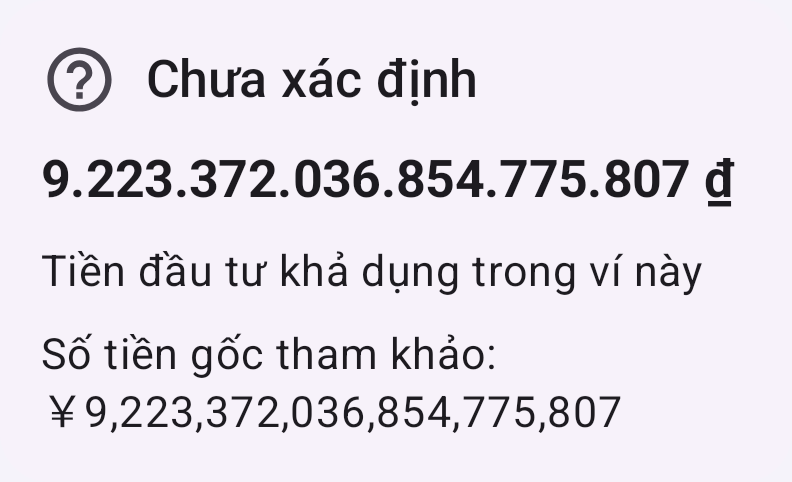 Chưa xác định
9.223.372.036.854.775.807 ₫
Tiền đầu tư khả dụng trong ví này
Số tiền gốc tham khảo:
￥9,223,372,036,854,775,807